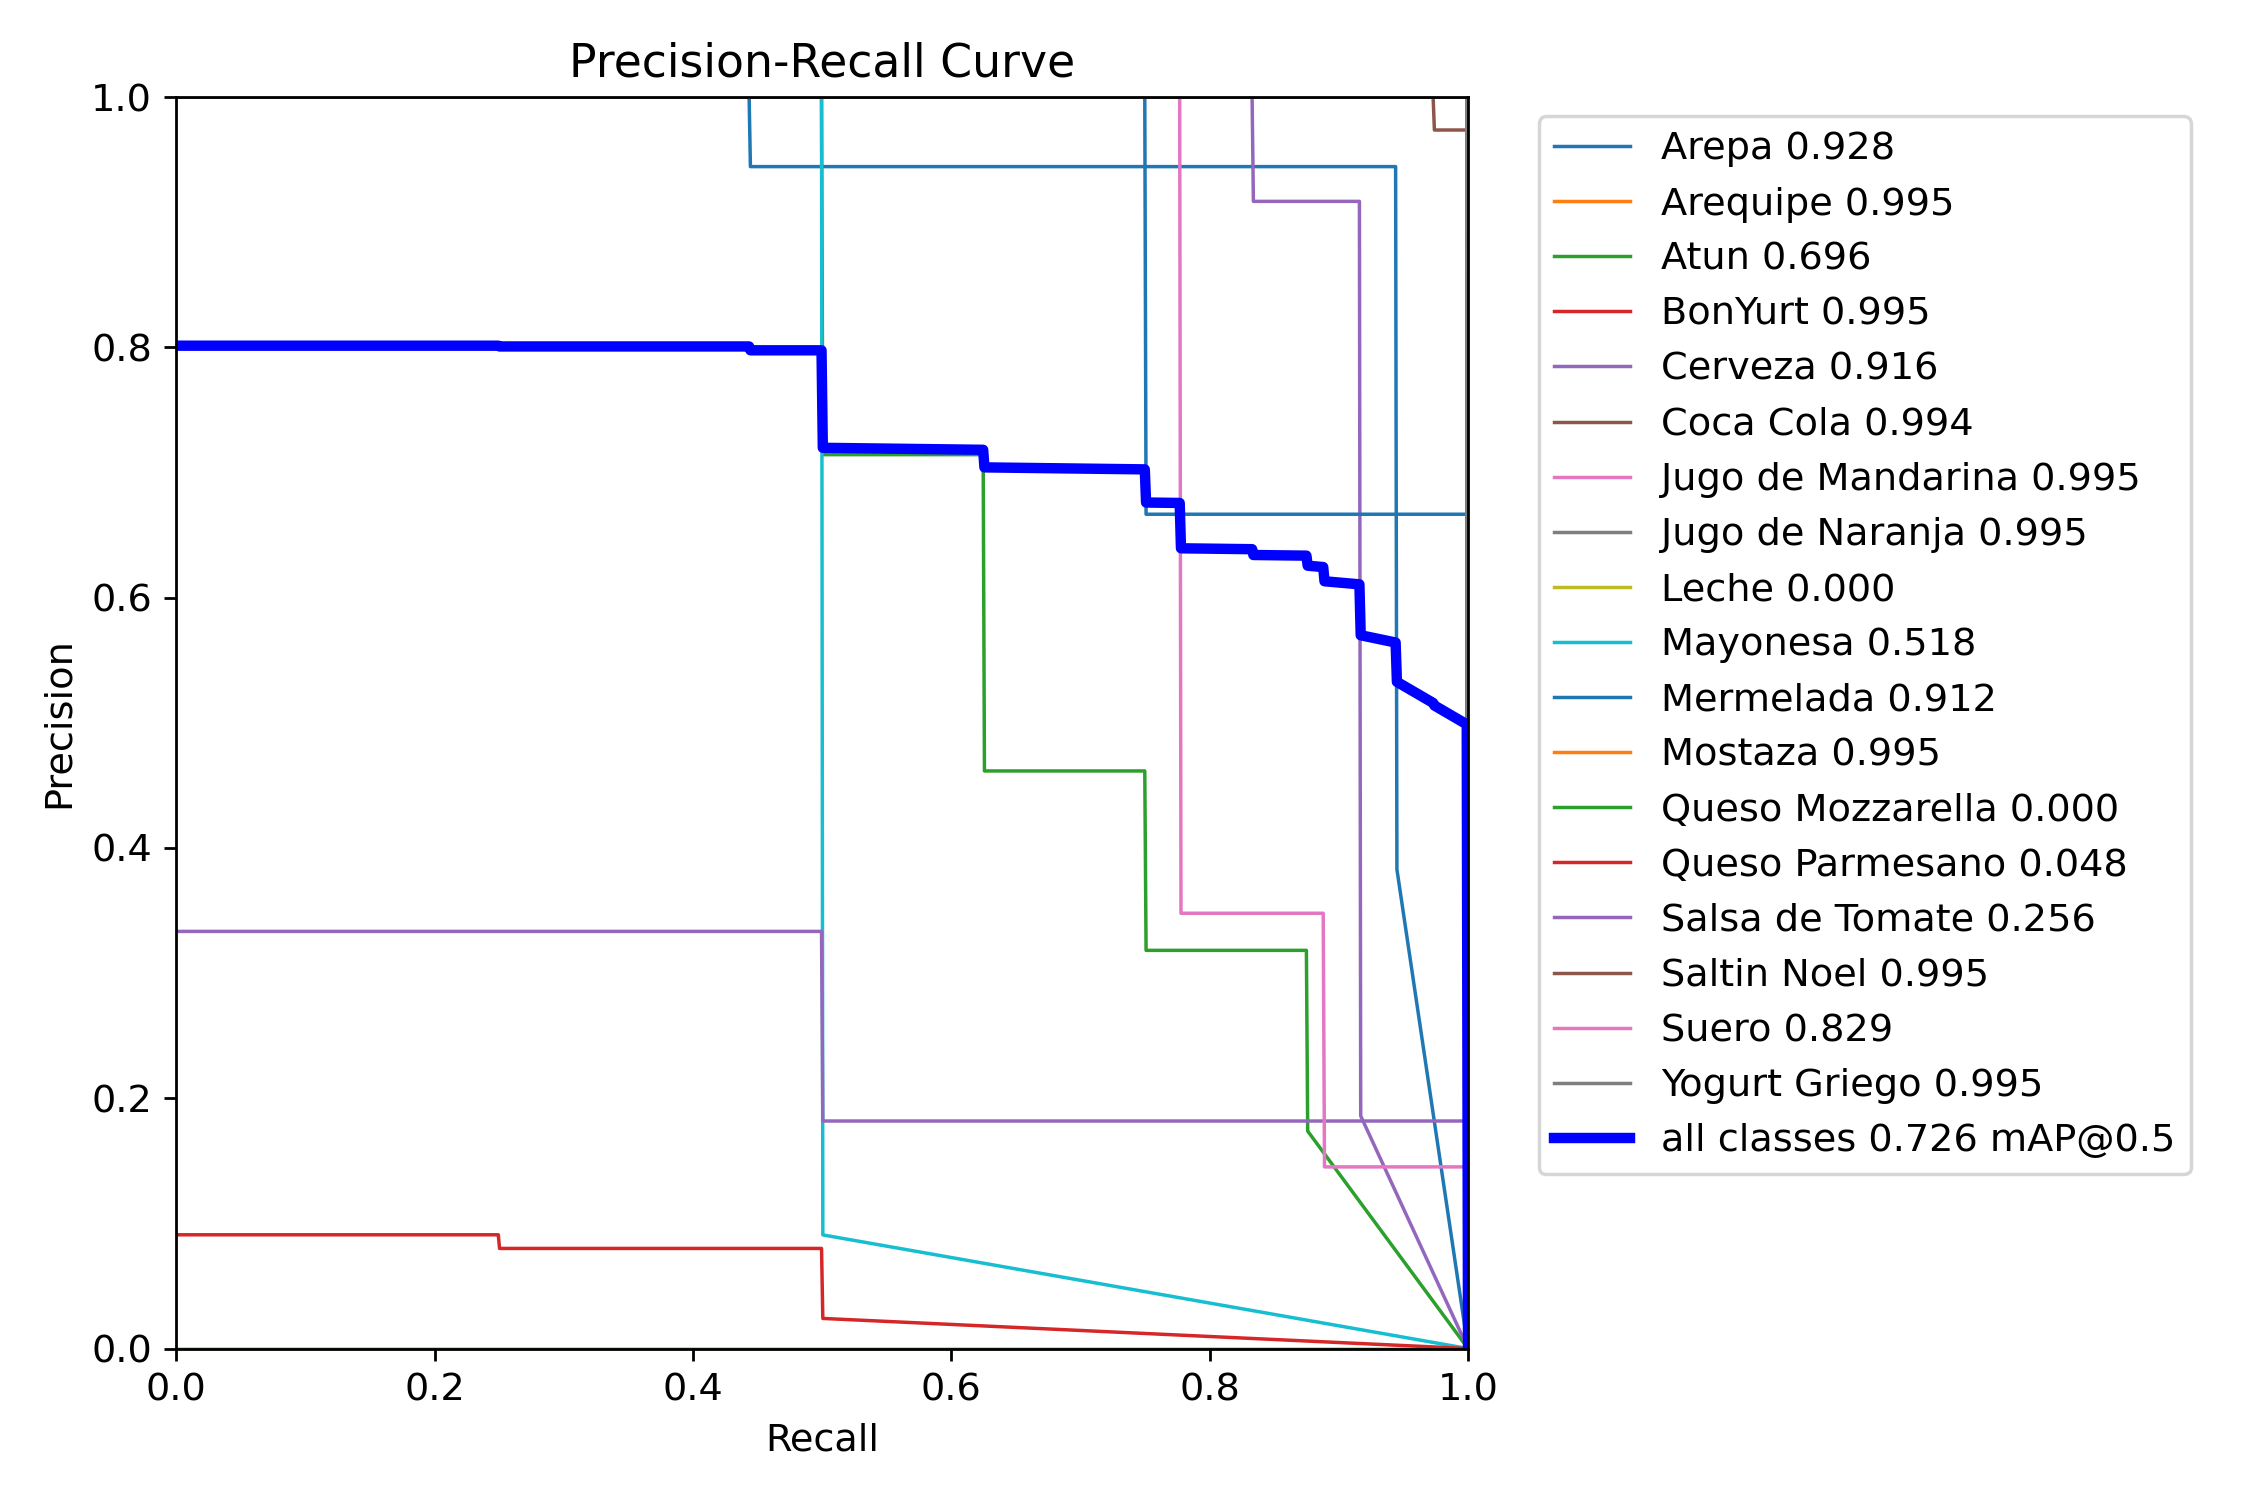 Precision-Recall Curve
1.0
0.8
0.6
0.4
0.2
0.0
Precision
0.0 0.2 0.4 0.6 0.8 1.0
Recall
Arepa 0.928
Arequipe 0.995
Atun 0.696
BonYurt 0.995
Cerveza 0.916
Coca Cola 0.994
Jugo de Mandarina 0.995
Jugo de Naranja 0.995
Leche 0.000
Mayonesa 0.518
Mermelada 0.912
Mostaza 0.995
Queso Mozzarella 0.000
Queso Parmesano 0.048
Salsa de Tomate 0.256
Saltin Noel 0.995
Suero 0.829
Yogurt Griego 0.995
all classes 0.726 mAP@0.5